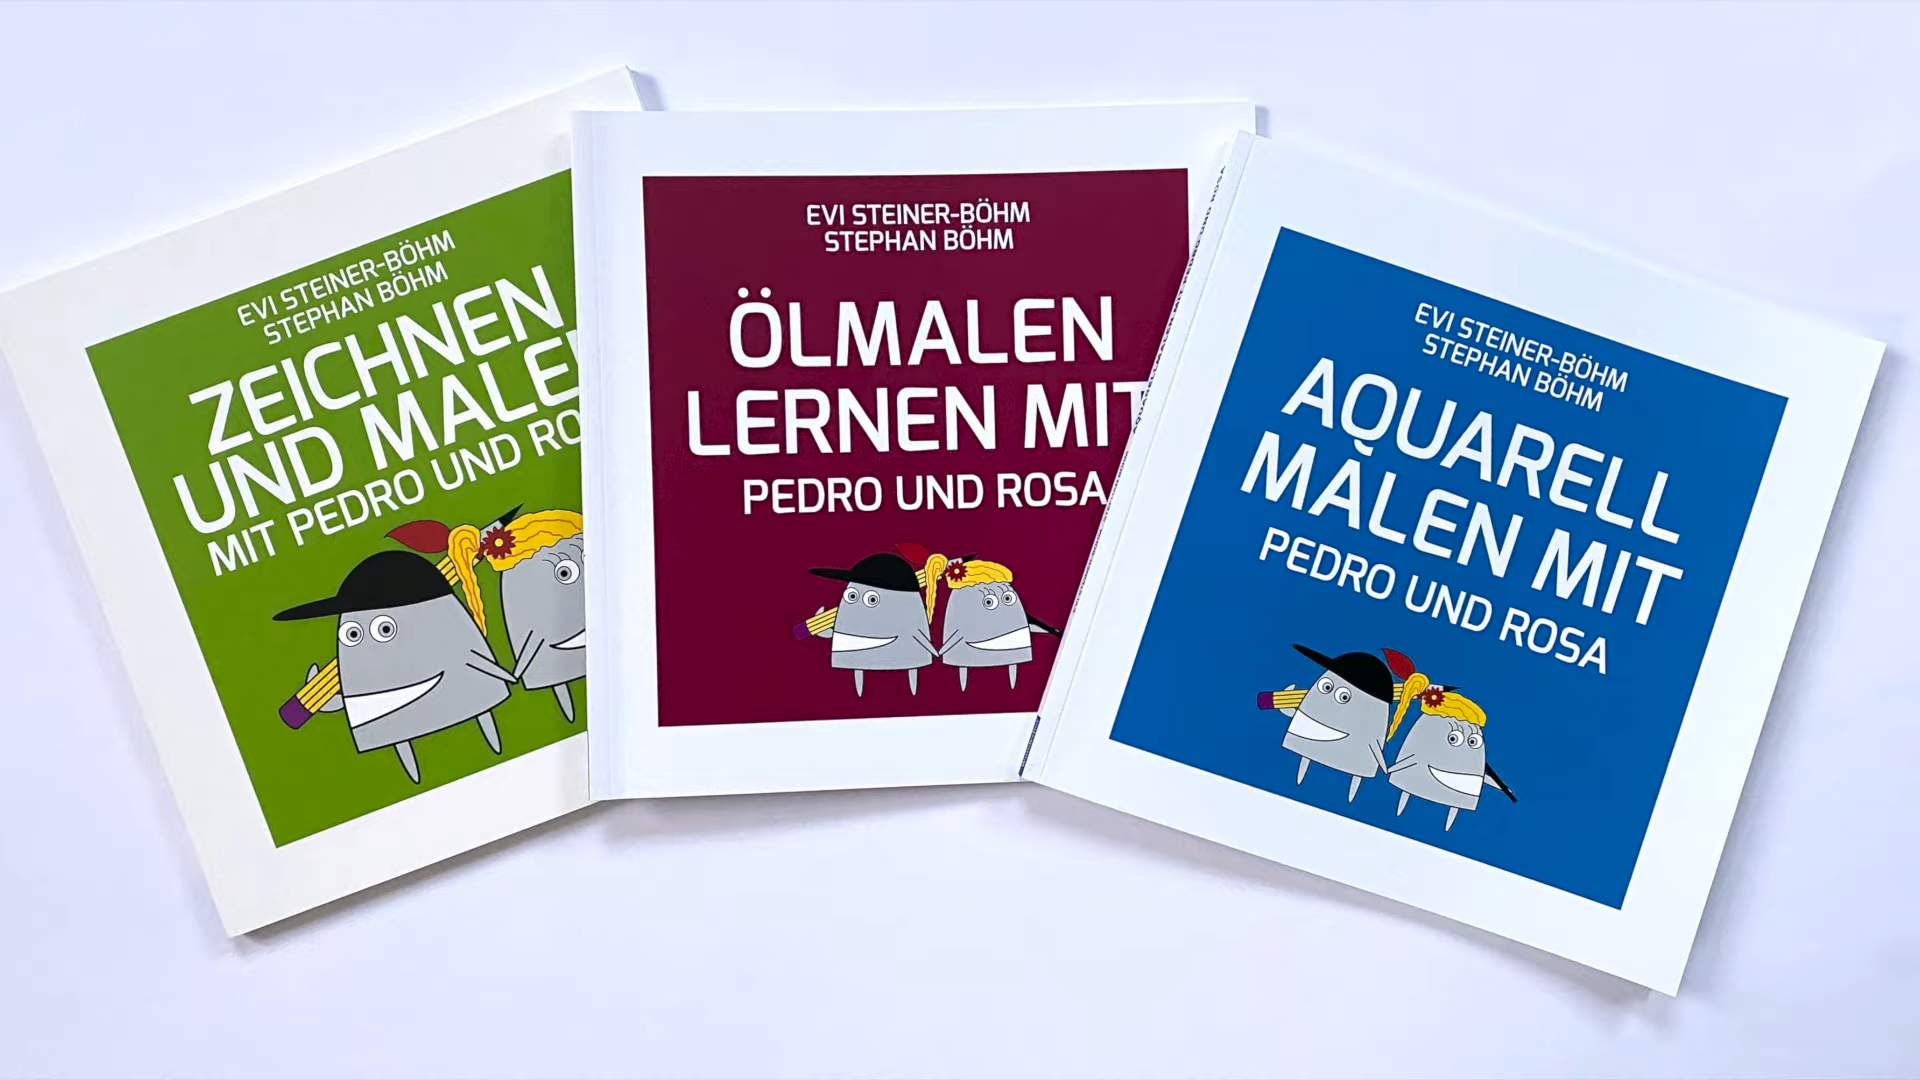 EVI STEINER-BÖHM
STEPHAN BÖHM
ZEICHNEN
UND MALE
MIT PEDRO UND RO
EVI STEINER-BÖHM
STEPHAN BÖHM
ÖLMALEN
LERNEN MIT
PEDRO UND ROSA
EVI STEINER-BÖHM
STEPHAN BÖHM
AQUARELL
MALEN MIT
PEDRO UND ROSA